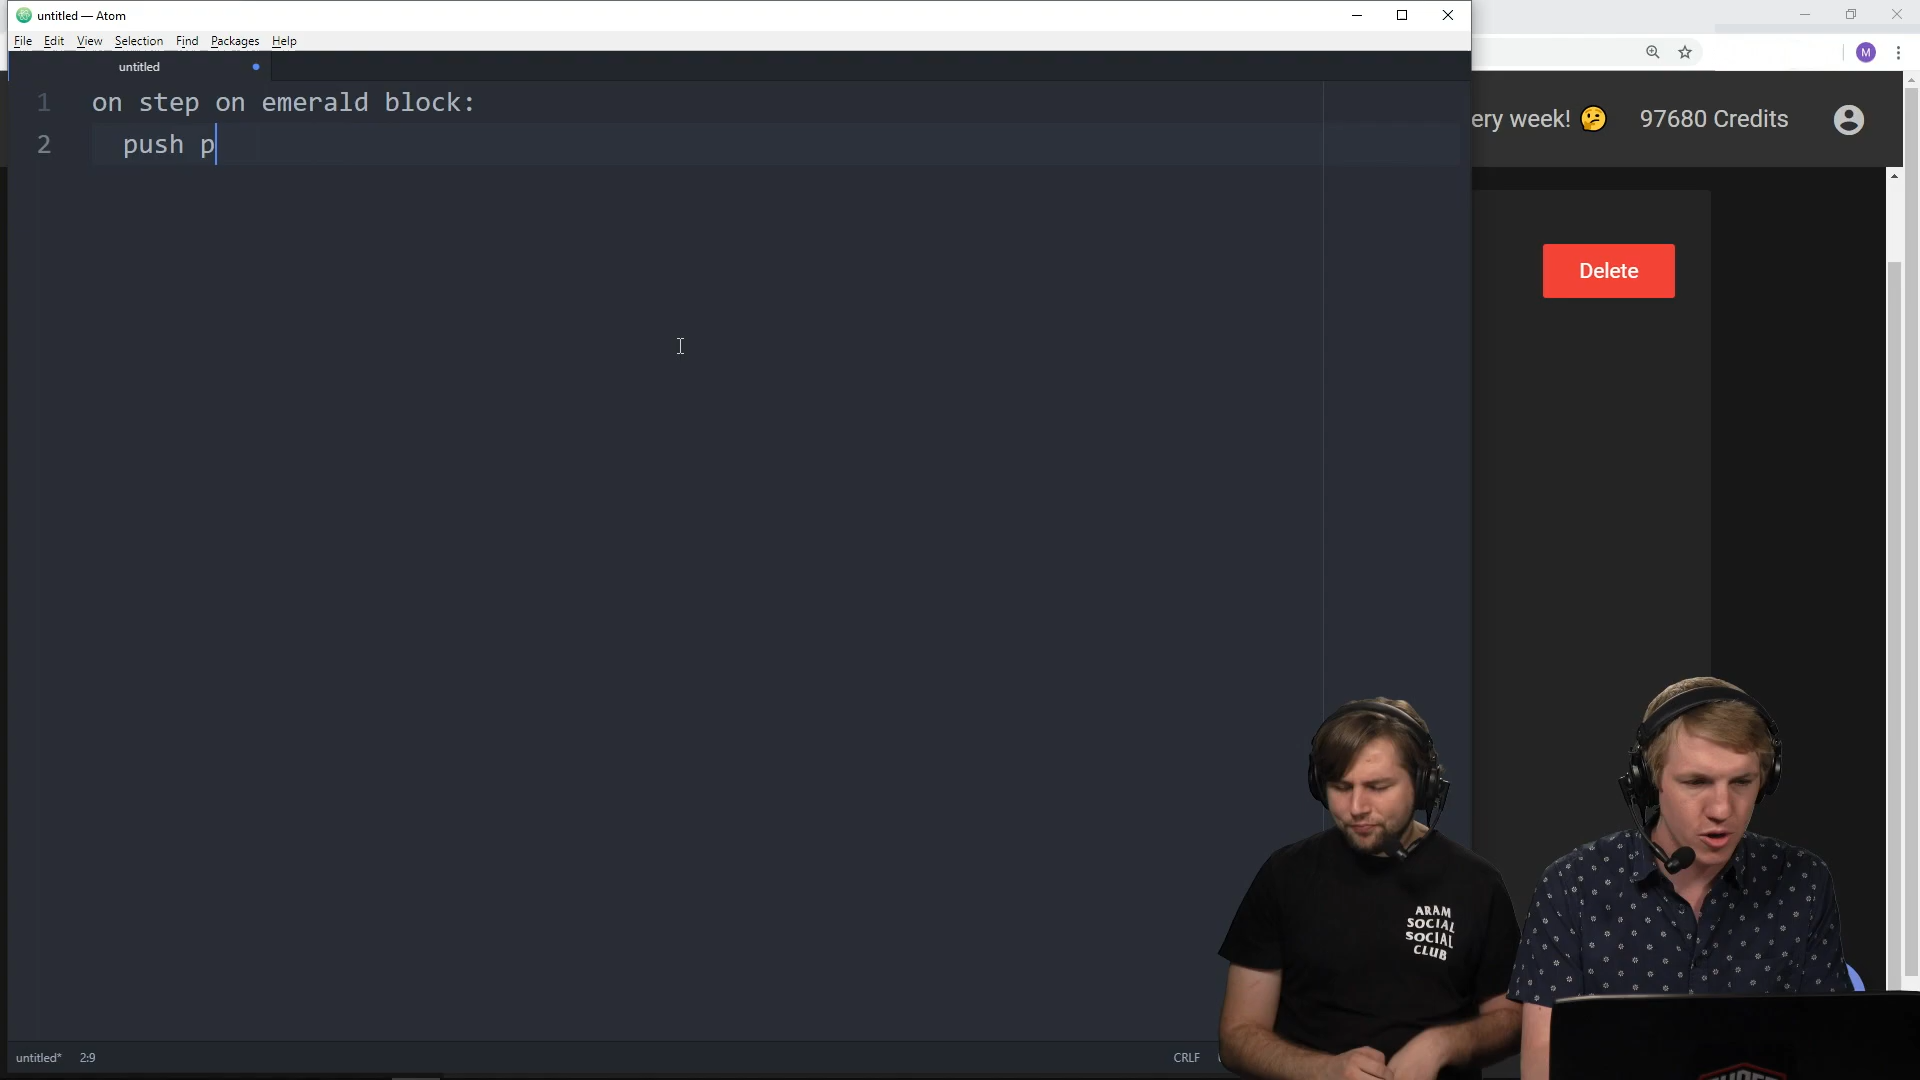 untitled — Atom
File Edit View Selection Find Packages Help
untitled
1 on step on emerald block:
2 push p
ery week! 🤔 97680 Credits
M
Delete
ARAM
SOCIAL
SOCIAL
CLUB
untitled* 2:9
CRLF